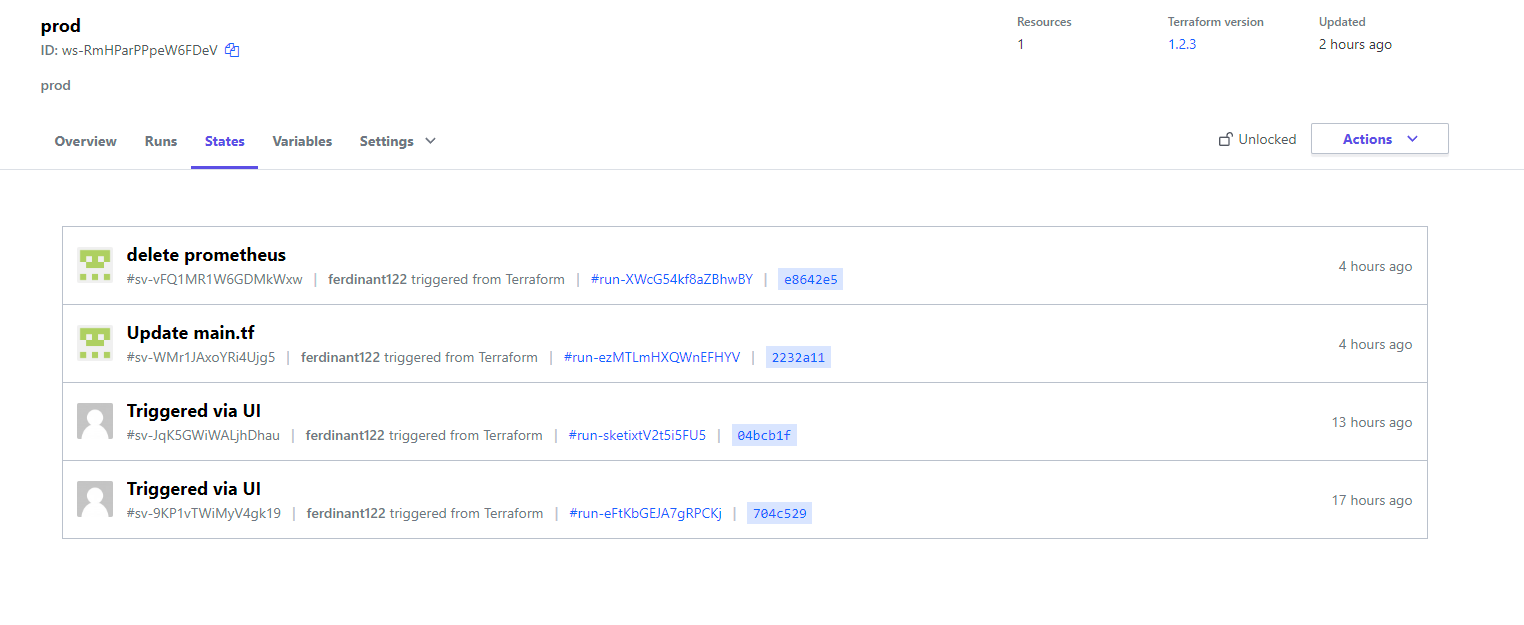 prod
ID: ws-RmHParPPpeW6FDeV
prod
Resources
1
Terraform version
1.2.3
Updated
2 hours ago
Overview Runs States Variables Settings
Unlocked
Actions
delete prometheus
#sv-vFQ1MR1W6GDMkWxw | ferdinant122 triggered from Terraform | #run-XWcG54kf8aZBhwBY | e8642e5
4 hours ago
Update main.tf
#sv-WMr1JAxoYRi4Ujg5 | ferdinant122 triggered from Terraform | #run-ezMTLmHXQWnEFHYV | 2232a11
4 hours ago
Triggered via UI
#sv-JqK5GWiWALjhDhau | ferdinant122 triggered from Terraform | #run-sketixtV2t5i5FU5 | 04bcb1f
13 hours ago
Triggered via UI
#sv-9KP1vTWiMyV4gk19 | ferdinant122 triggered from Terraform | #run-eFtKbGEJA7gRPCKj | 704c529
17 hours ago